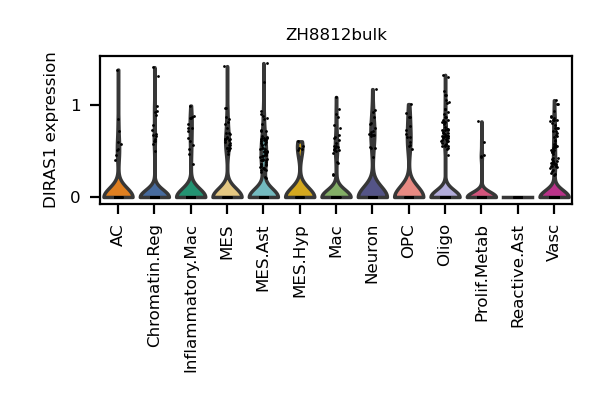 ZH8812bulk
DIRAS1 expression
1
0
AC
Chromatin.Reg
Inflammatory.Mac
MES
MES.Ast
MES.Hyp
Mac
Neuron
OPC
Oligo
Prolif.Metab
Reactive.Ast
Vasc